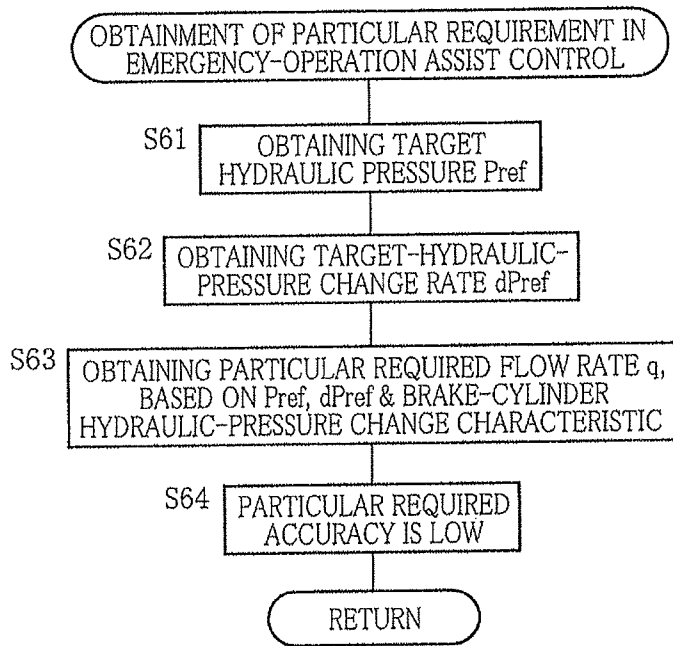 OBTAINMENT OF PARTICULAR REQUIREMENT IN
EMERGENCY-OPERATION ASSIST CONTROL
S61
OBTAINING TARGET
HYDRAULIC PRESSURE Pref
S62
OBTAINING TARGET-HYDRAULIC-
PRESSURE CHANGE RATE dPref
S63
OBTAINING PARTICULAR REQUIRED FLOW RATE q,
BASED ON Pref, dPref & BRAKE-CYLINDER
HYDRAULIC-PRESSURE CHANGE CHARACTERISTIC
S64
PARTICULAR REQUIRED
ACCURACY IS LOW
RETURN